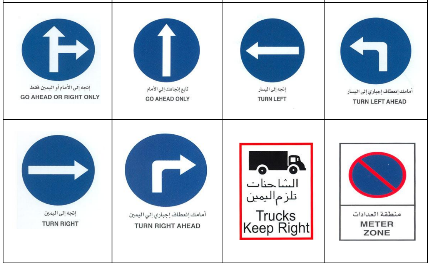 إتجه إلى الأمام أو اليمين فقط
GO AHEAD OR RIGHT ONLY
تابع إتجاهك إلى الأمام
GO AHEAD ONLY
إتجه إلى اليسار
TURN LEFT
أمامك إنعطاف إجباري إلى اليسار
TURN LEFT AHEAD
إتجه إلى اليمين
TURN RIGHT
أمامك إنعطاف إجباري إلى اليمين
TURN RIGHT AHEAD
الشاحنات
تلزم اليمين
Trucks
Keep Right
منطقة العدادات
METER
ZONE